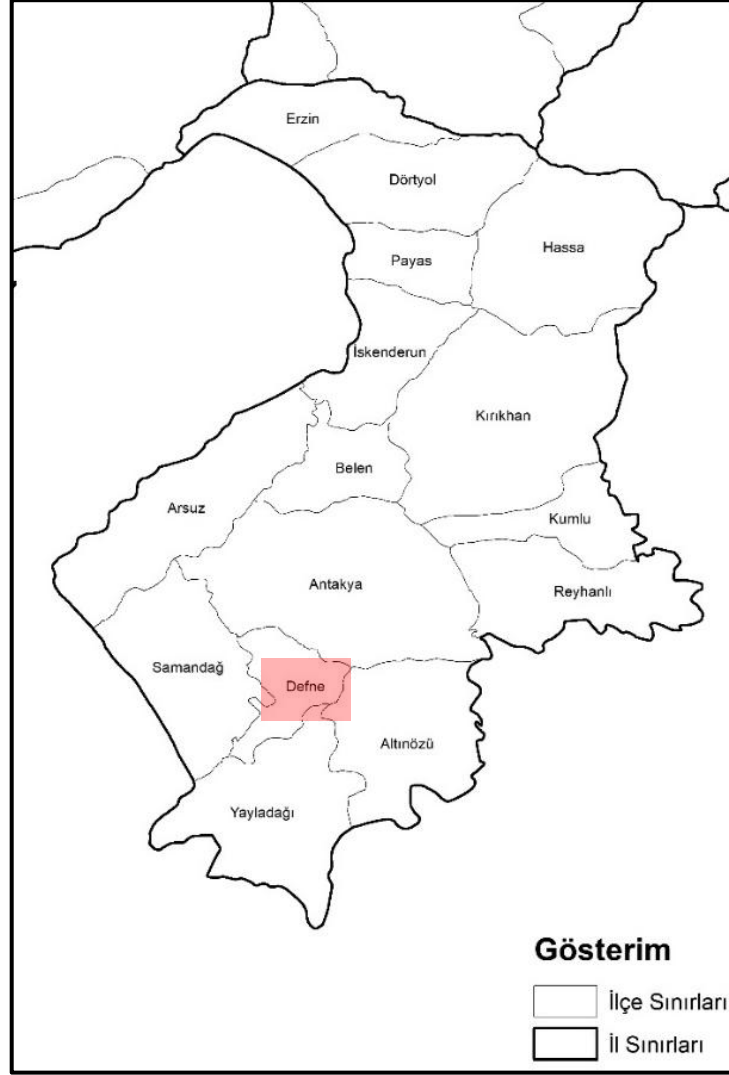 Erzin
Dörtyol
Hassa
Payas
İskenderun
Kırıkhan
Belen
Arsuz
Kumlu
Antakya
Reyhanlı
Samandağ
Defne
Altınözü
Yayladağı
Gösterim
İlçe Sınırları
İl Sınırları